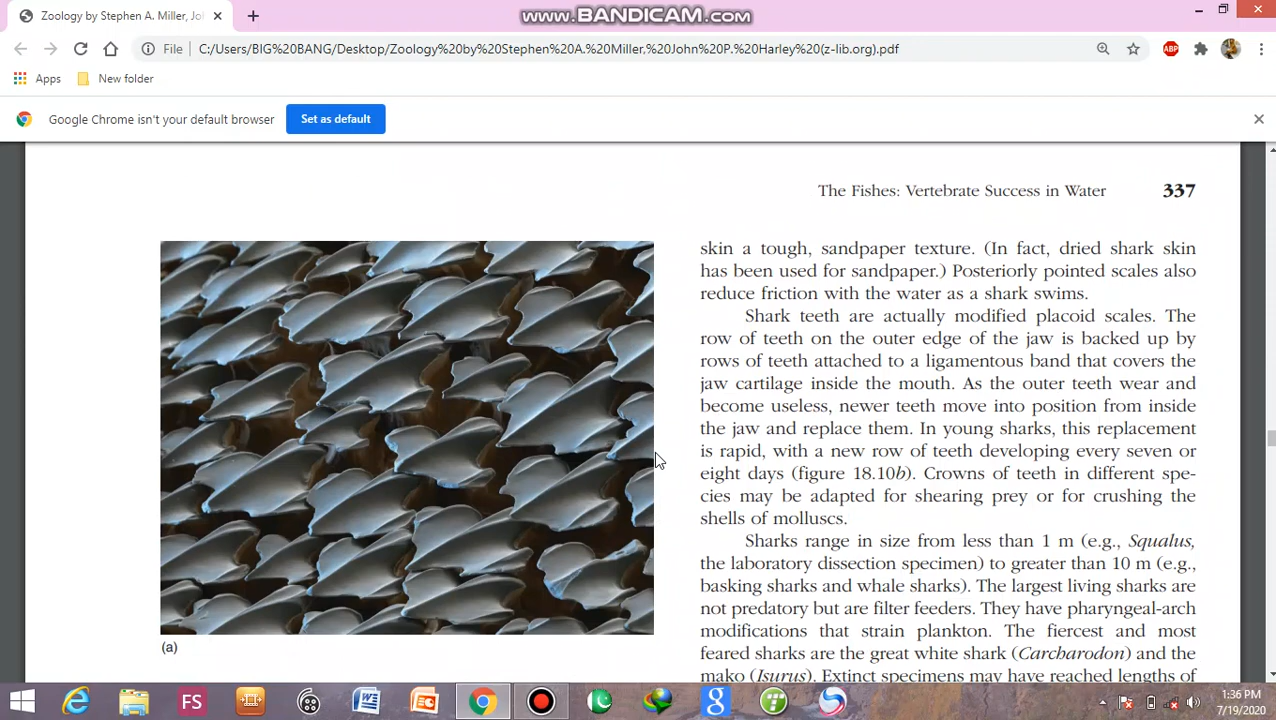 Zoology by Stephen A. Miller, Joh
www.BANDICAM.com
File
C:/Users/BIG%20BANG/Desktop/Zoology%20by%20Stephen%20A.%20Miller,%20John%20P.%20Harley%20(z-lib.org).pdf
ABP
Apps
New folder
Google Chrome isn't your default browser
Set as default
The Fishes: Vertebrate Success in Water 337
(a)
skin a tough, sandpaper texture. (In fact, dried shark skin
has been used for sandpaper.) Posteriorly pointed scales also
reduce friction with the water as a shark swims.
Shark teeth are actually modified placoid scales. The
row of teeth on the outer edge of the jaw is backed up by
rows of teeth attached to a ligamentous band that covers the
jaw cartilage inside the mouth. As the outer teeth wear and
become useless, newer teeth move into position from inside
the jaw and replace them. In young sharks, this replacement
is rapid, with a new row of teeth developing every seven or
eight days (figure 18.10b). Crowns of teeth in different spe-
cies may be adapted for shearing prey or for crushing the
shells of molluscs.
Sharks range in size from less than 1 m (e.g., Squalus,
the laboratory dissection specimen) to greater than 10 m (e.g.,
basking sharks and whale sharks). The largest living sharks are
not predatory but are filter feeders. They have pharyngeal-arch
modifications that strain plankton. The fiercest and most
feared sharks are the great white shark (Carcharodon) and the
mako (Isurus). Extinct specimens may have reached lengths of
FS
1:36 PM
7/19/2020